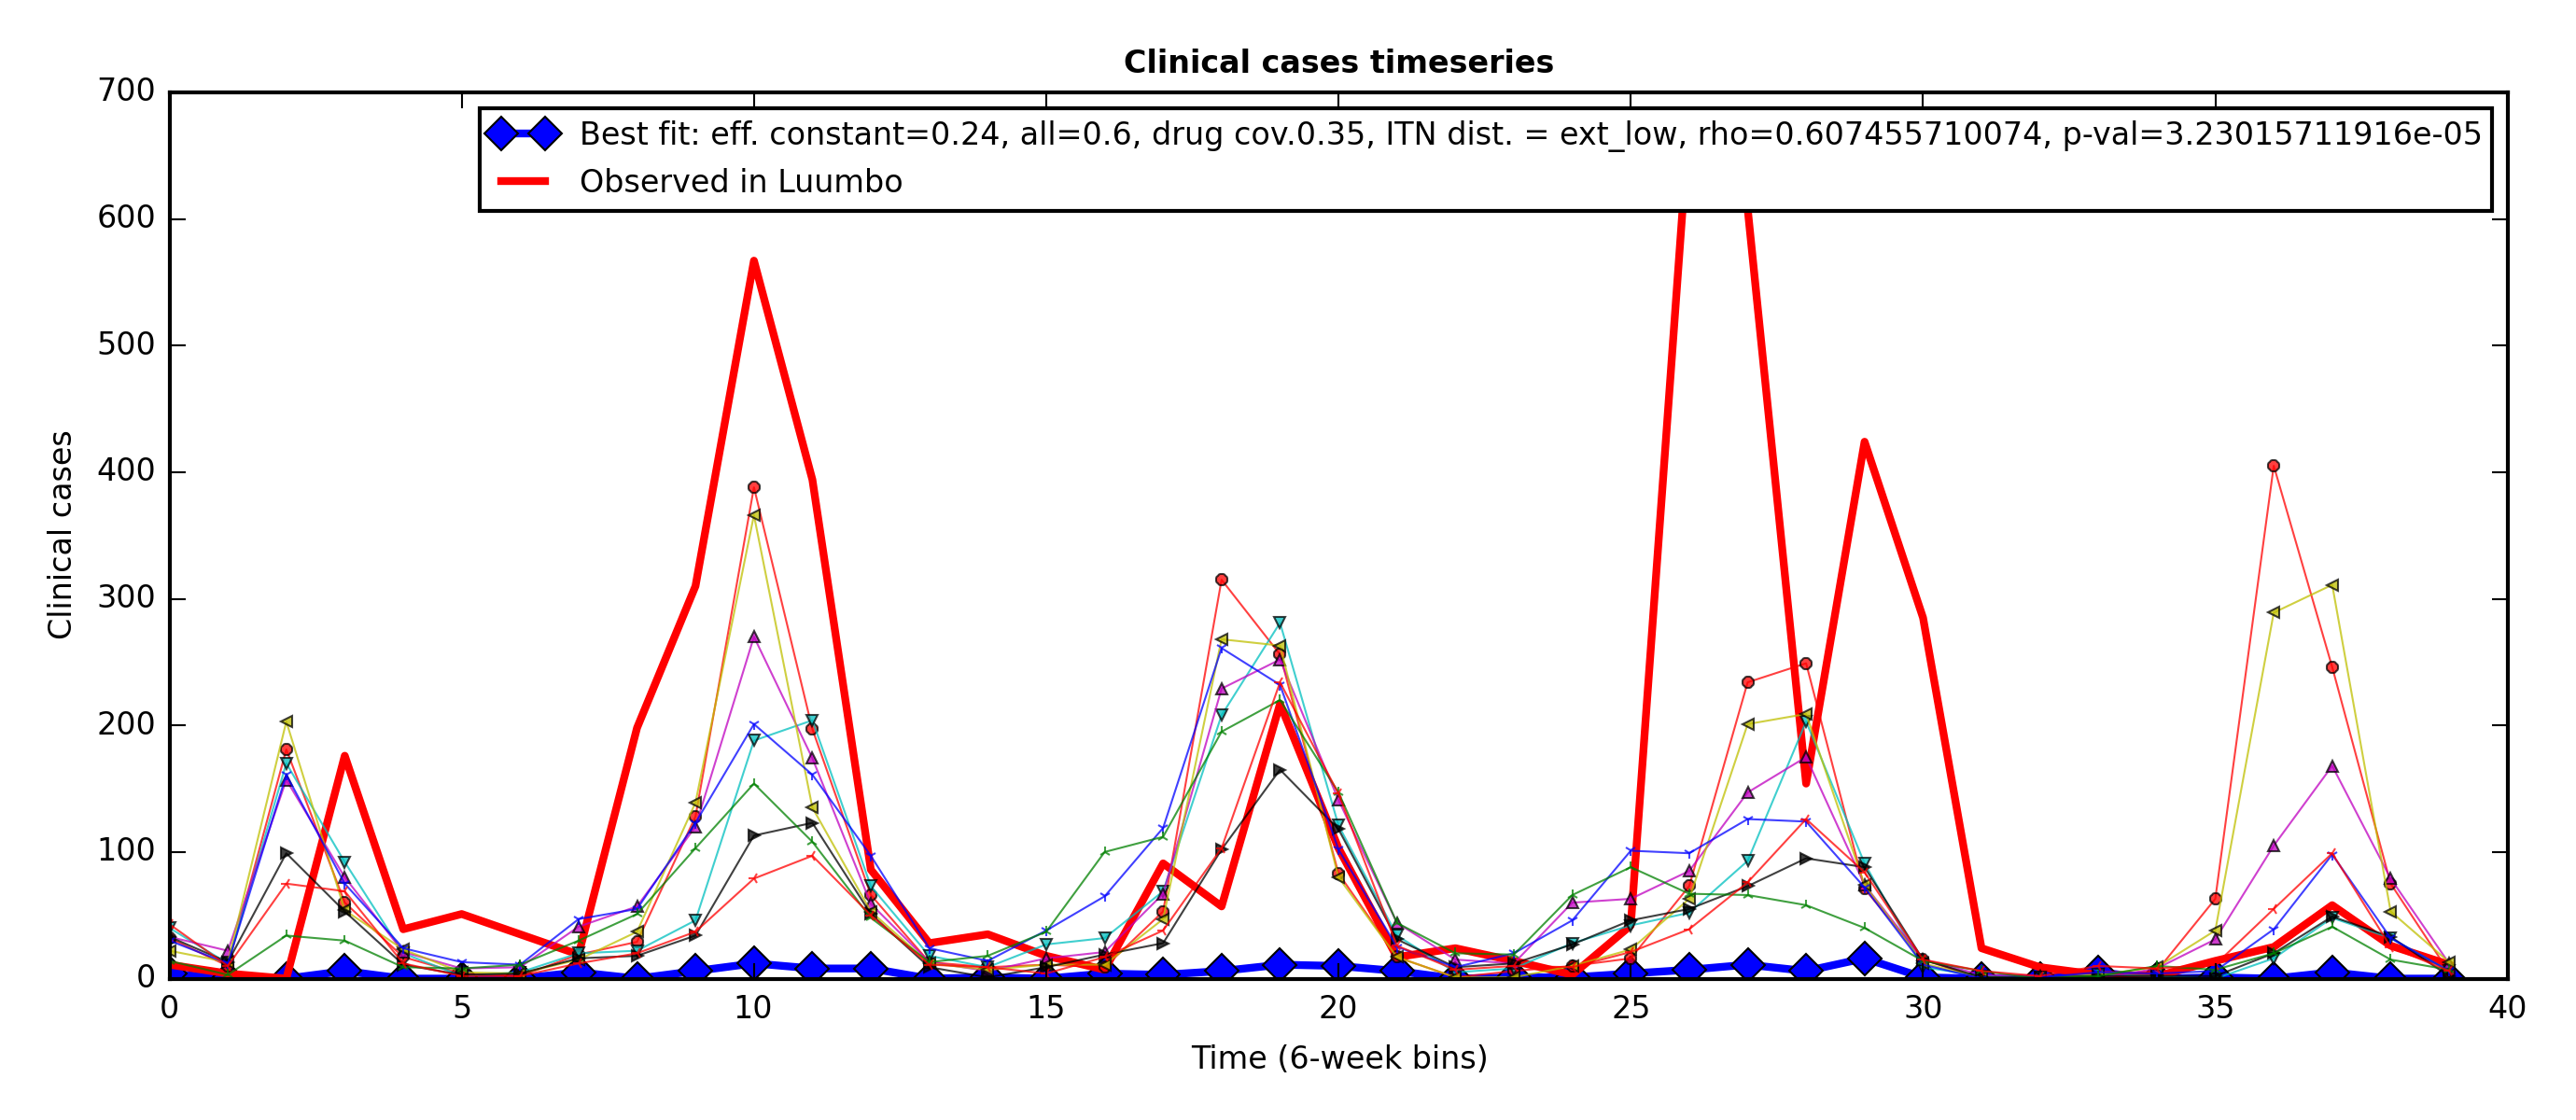 Clinical cases timeseries
700
600
500
400
300
200
100
0
Clinical cases
Best fit: eff. constant=0.24, all=0.6, drug cov.0.35, ITN dist. = ext_low, rho=0.607455710074, p-val=3.23015711916e-05
Observed in Luumbo
0 5 10 15 20 25 30 35 40
Time (6-week bins)